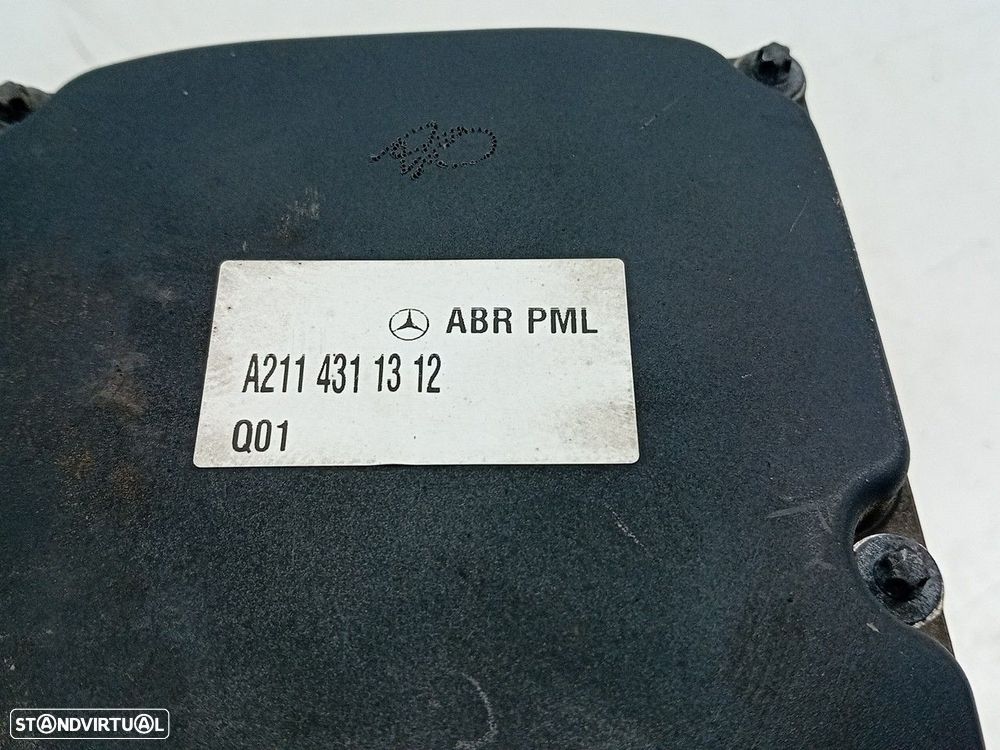 ABR PML
A211 431 13 12
Q01
STANDVIRTUAL